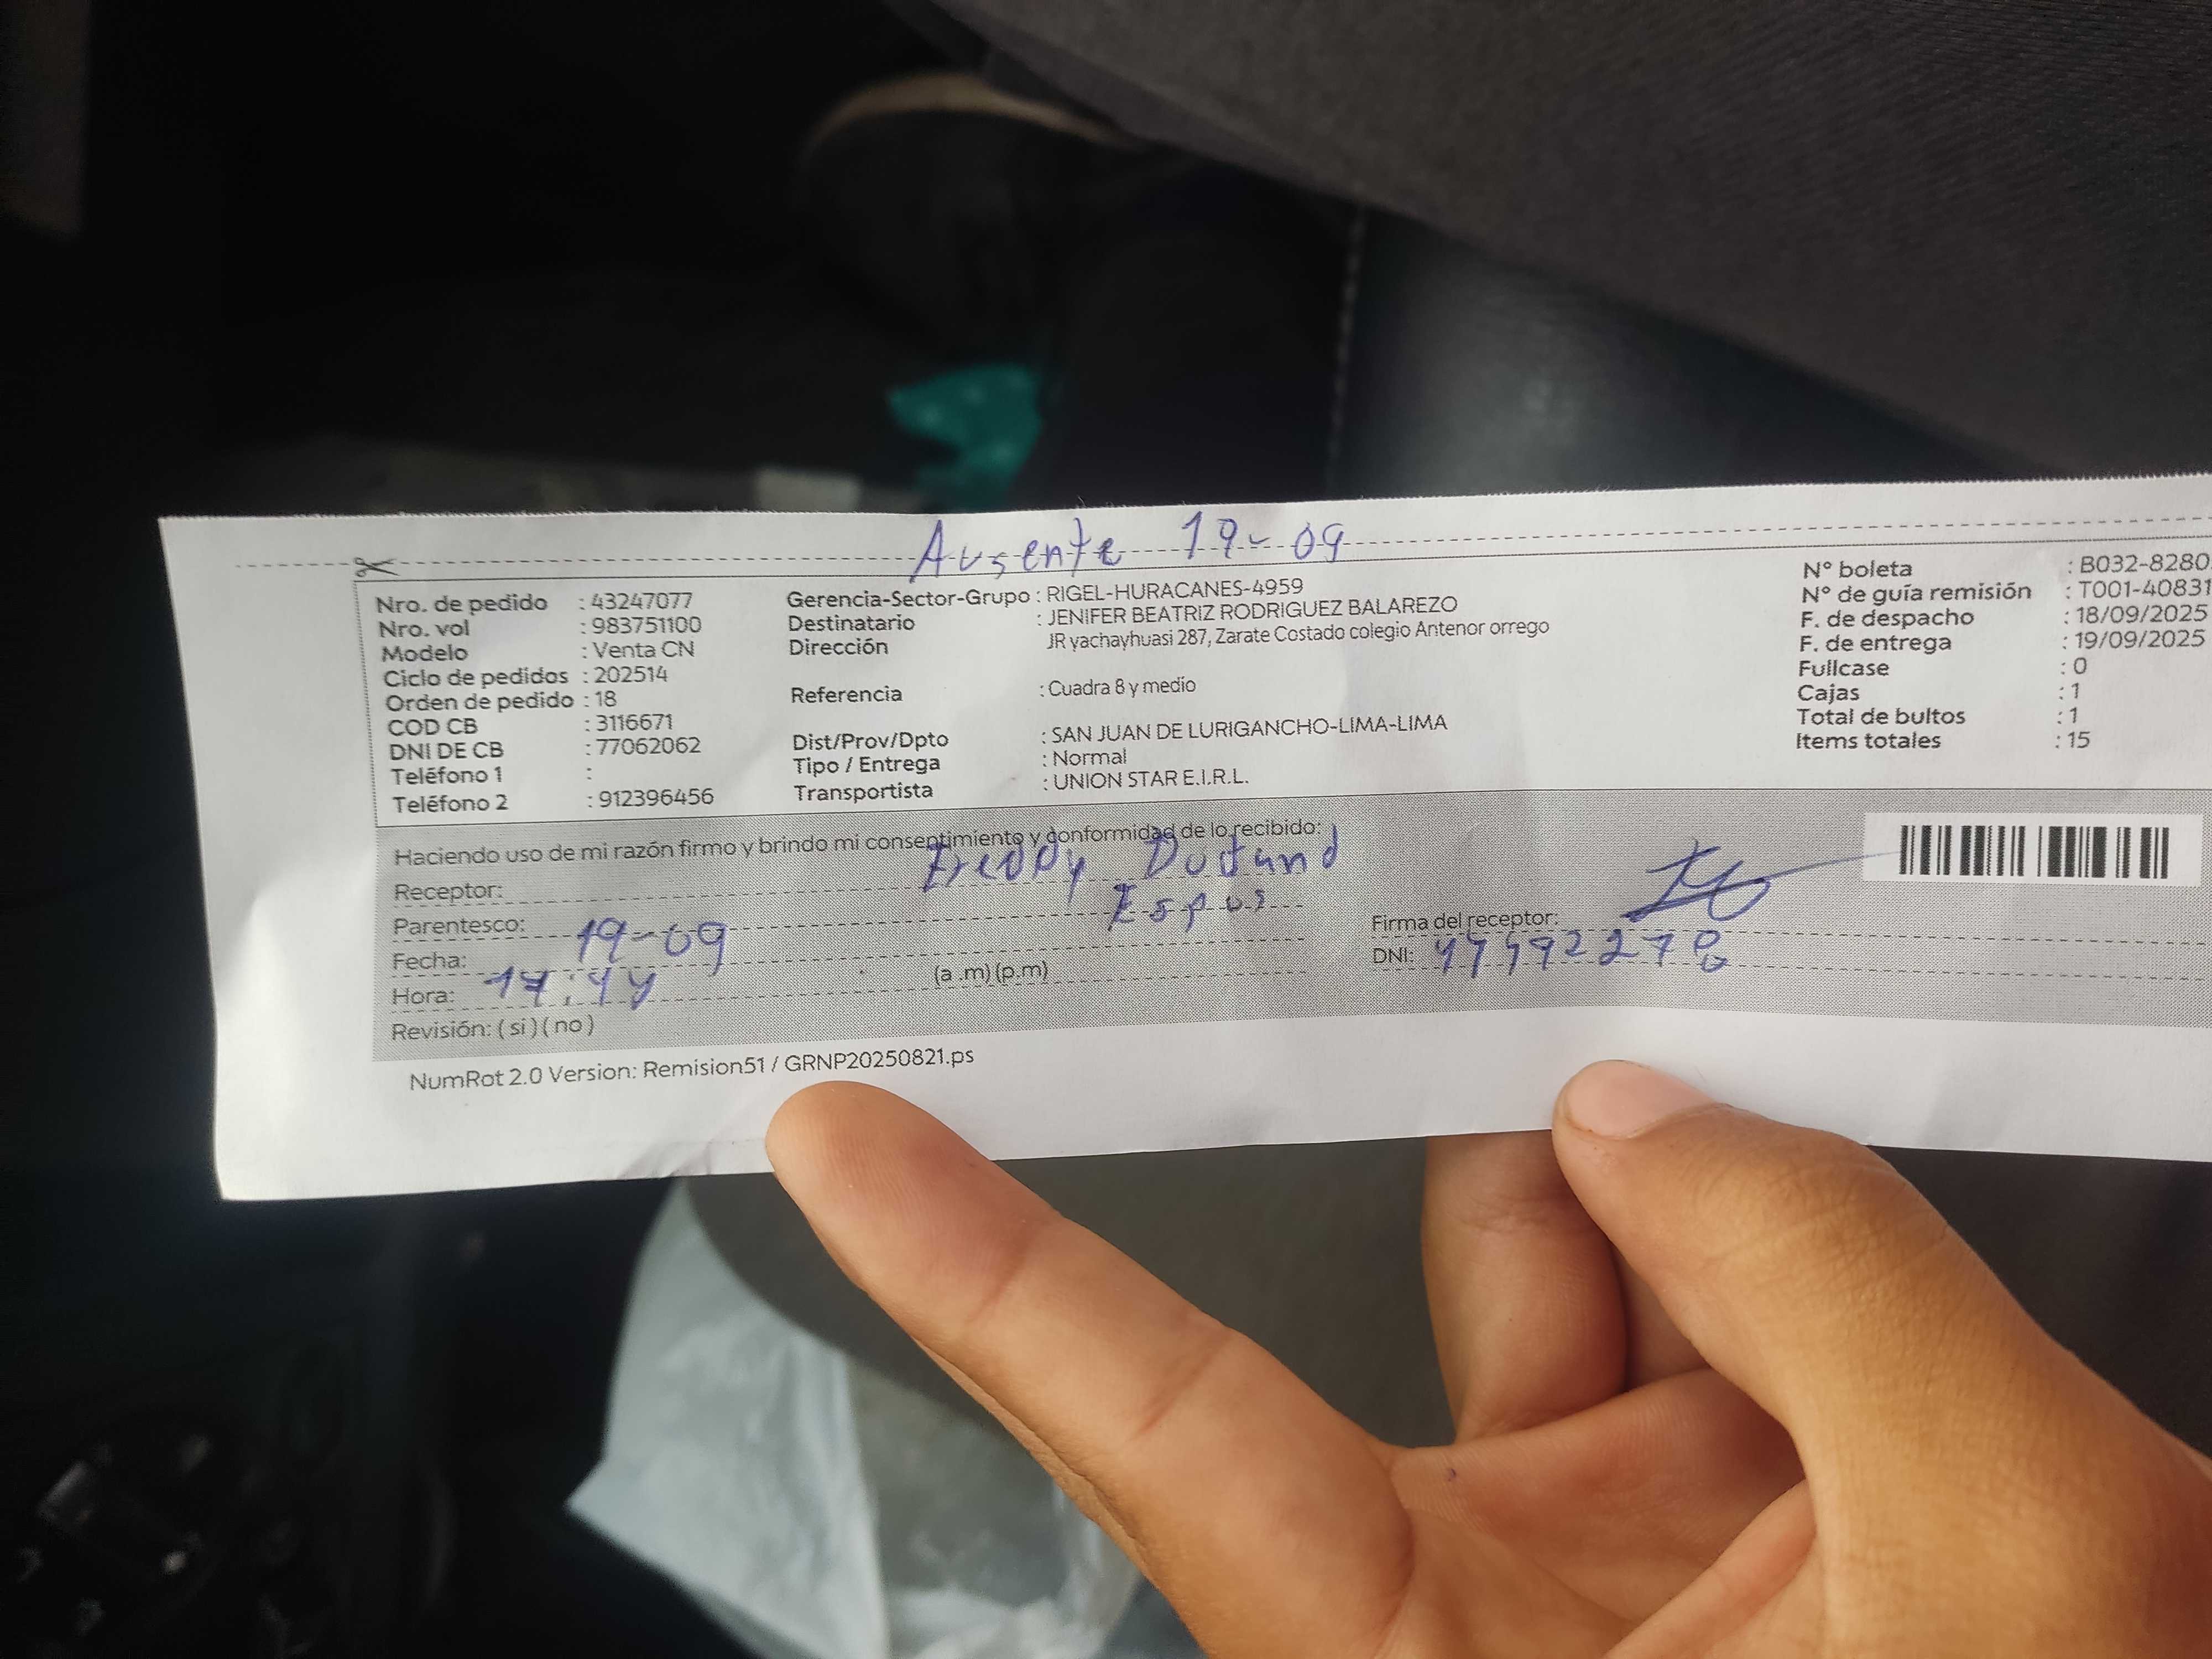 Ausente 19-09
Nro. de pedido : 43247077
Nro. vol : 983751100
Modelo : Venta CN
Ciclo de pedidos : 202514
Orden de pedido : 18
COD CB : 3116671
DNI DE CB : 77062062
Teléfono 1 :
Teléfono 2 : 912396456
Gerencia-Sector-Grupo : RIGEL-HURACANES-4959
Destinatario : JENIFER BEATRIZ RODRIGUEZ BALAREZO
Dirección JR yachayhuasi 287, Zarate Costado colegio Antenor orrego
Referencia : Cuadra 8 y medio
Dist/Prov/Dpto : SAN JUAN DE LURIGANCHO-LIMA-LIMA
Tipo / Entrega : Normal
Transportista : UNION STAR E.I.R.L.
N° boleta : B032-8280
N° de guía remisión : T001-40831
F. de despacho : 18/09/2025
F. de entrega : 19/09/2025
Fullcase : 0
Cajas : 1
Total de bultos : 1
Items totales : 15
Haciendo uso de mi razón firmo y brindo mi consentimiento y conformidad de lo recibido:
Receptor: Freddy
Parentesco:
Firma del receptor:
Fecha: 19-09
DNI:
Hora: (a .m) (p.m)
Revisión: ( si ) ( no )
NumRot 2.0 Version: Remision51 / GRNP20250821.ps